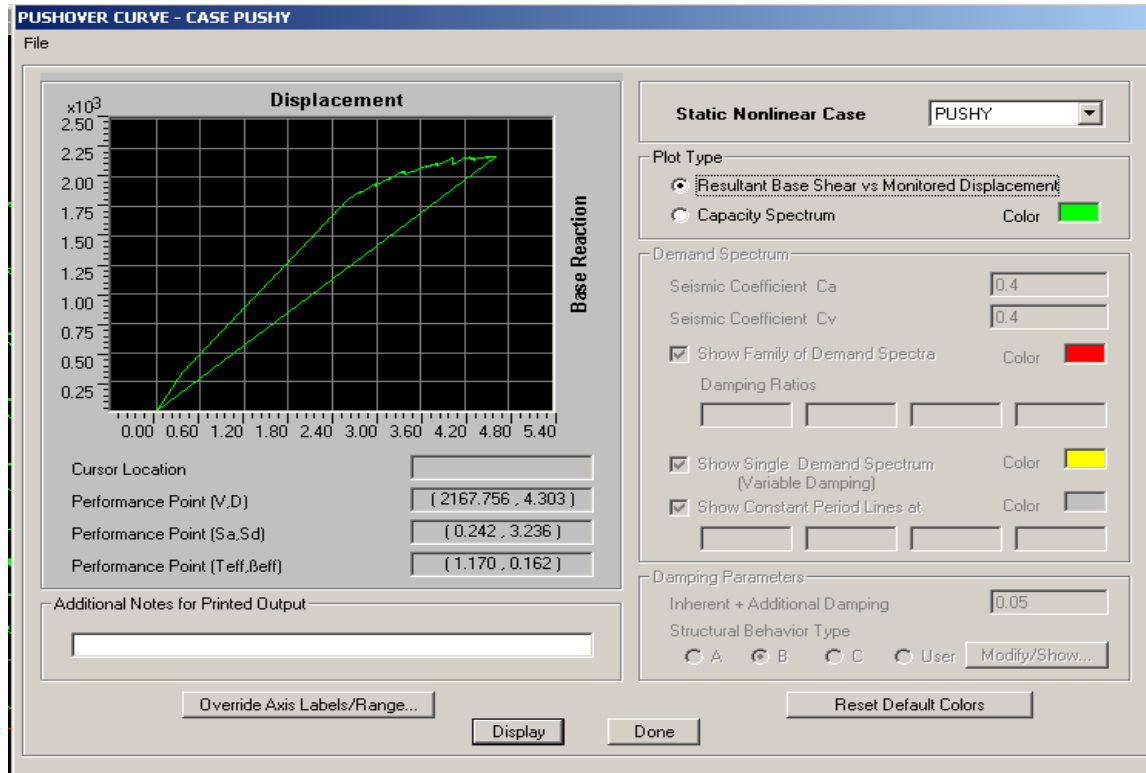 PUSHOVER CURVE - CASE PUSHY
File
Displacement
x10³
2.50
2.25
2.00
1.75
1.50
1.25
1.00
0.75
0.50
0.25
Base Reaction
0.00 0.60 1.20 1.80 2.40 3.00 3.60 4.20 4.80 5.40
Cursor Location
Performance Point (V,D) ( 2167.756 , 4.303 )
Performance Point (Sa,Sd) ( 0.242 , 3.236 )
Performance Point (Teff,ßeff) ( 1.170 , 0.162 )
Additional Notes for Printed Output
Override Axis Labels/Range...
Static Nonlinear Case PUSHY
Plot Type
Resultant Base Shear vs Monitored Displacement
Capacity Spectrum Color
Demand Spectrum
Seismic Coefficient Ca 0.4
Seismic Coefficient Cv 0.4
Show Family of Demand Spectra Color
Damping Ratios
Show Single Demand Spectrum Color
(Variable Damping)
Show Constant Period Lines at Color
Damping Parameters
Inherent + Additional Damping 0.05
Structural Behavior Type
A B C User Modify/Show...
Reset Default Colors
Display Done